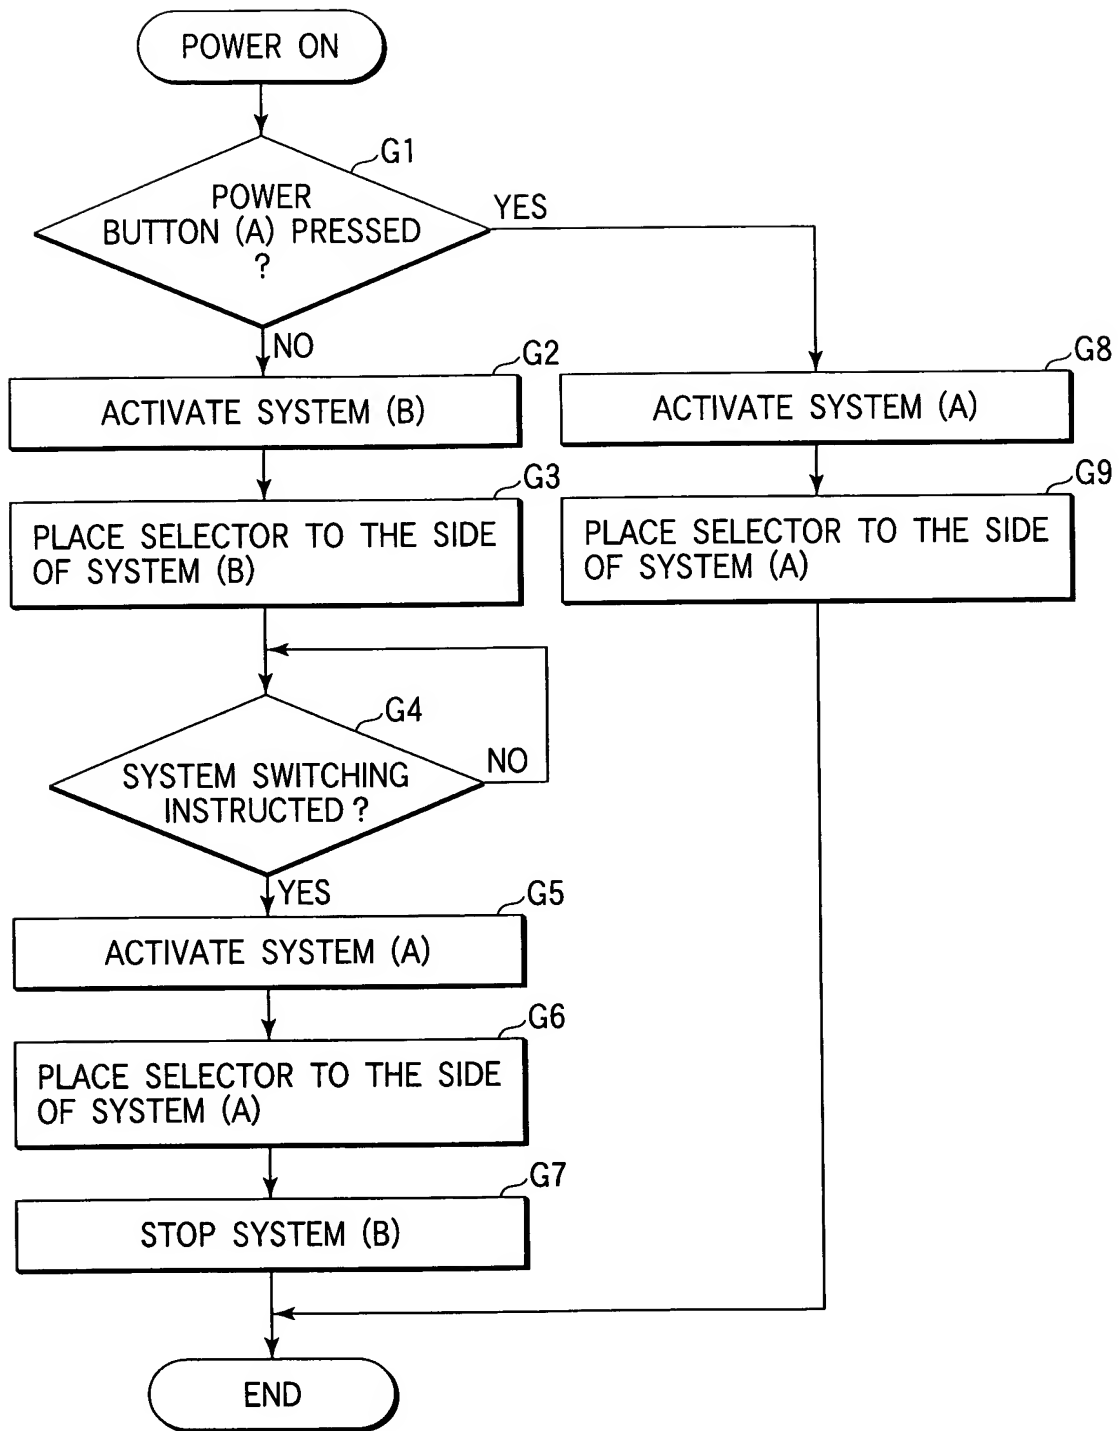 POWER ON
G1
POWER
BUTTON (A) PRESSED
?
YES
NO
G2
ACTIVATE SYSTEM (B)
G8
ACTIVATE SYSTEM (A)
G3
PLACE SELECTOR TO THE SIDE
OF SYSTEM (B)
G9
PLACE SELECTOR TO THE SIDE
OF SYSTEM (A)
G4
SYSTEM SWITCHING
INSTRUCTED ?
NO
YES
G5
ACTIVATE SYSTEM (A)
G6
PLACE SELECTOR TO THE SIDE
OF SYSTEM (A)
G7
STOP SYSTEM (B)
END